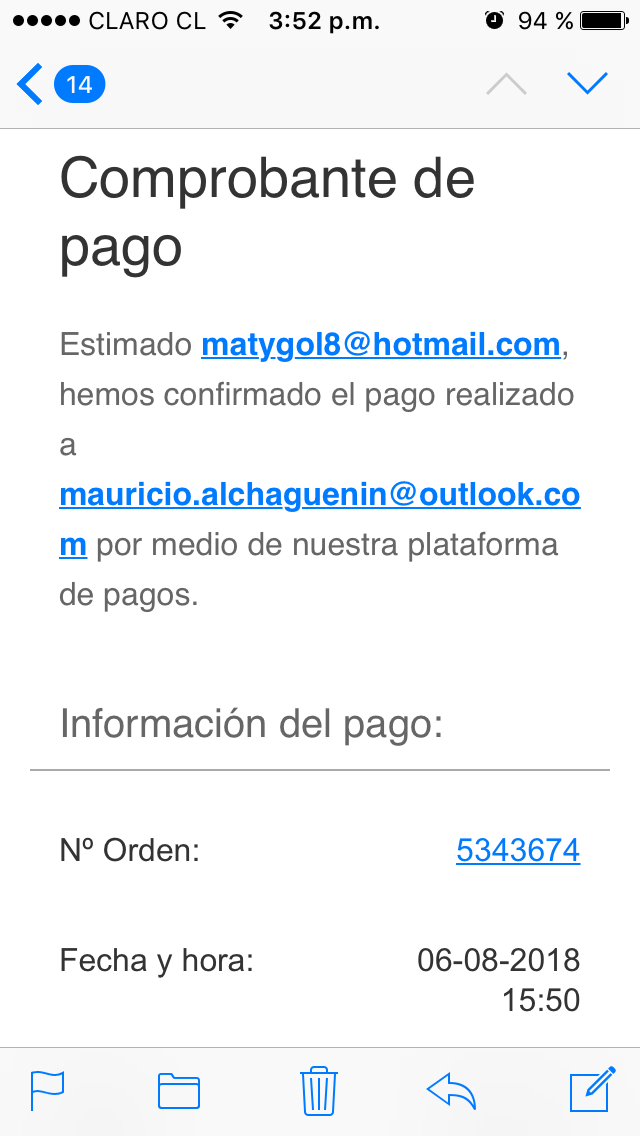 CLARO CL 3:52 p.m. 94 %
14
Comprobante de
pago
Estimado matygol8@hotmail.com,
hemos confirmado el pago realizado
a
mauricio.alchaguenin@outlook.co
m por medio de nuestra plataforma
de pagos.
Información del pago:
Nº Orden: 5343674
Fecha y hora: 06-08-2018
15:50